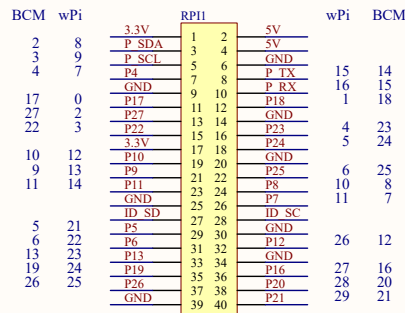 BCM wPi RPI1 wPi BCM
3.3V 1 2 5V
2 8 P_SDA 3 4 5V
3 9 P_SCL 5 6 GND
4 7 P4 7 8 P_TX 15 14
GND 9 10 P_RX 16 15
17 0 P17 11 12 P18 1 18
27 2 P27 13 14 GND
22 3 P22 15 16 P23 4 23
3.3V 17 18 P24 5 24
10 12 P10 19 20 GND
9 13 P9 21 22 P25 6 25
11 14 P11 23 24 P8 10 8
GND 25 26 P7 11 7
ID_SD 27 28 ID_SC
5 21 P5 29 30 GND
6 22 P6 31 32 P12 26 12
13 23 P13 33 34 GND
19 24 P19 35 36 P16 27 16
26 25 P26 37 38 P20 28 20
GND 39 40 P21 29 21